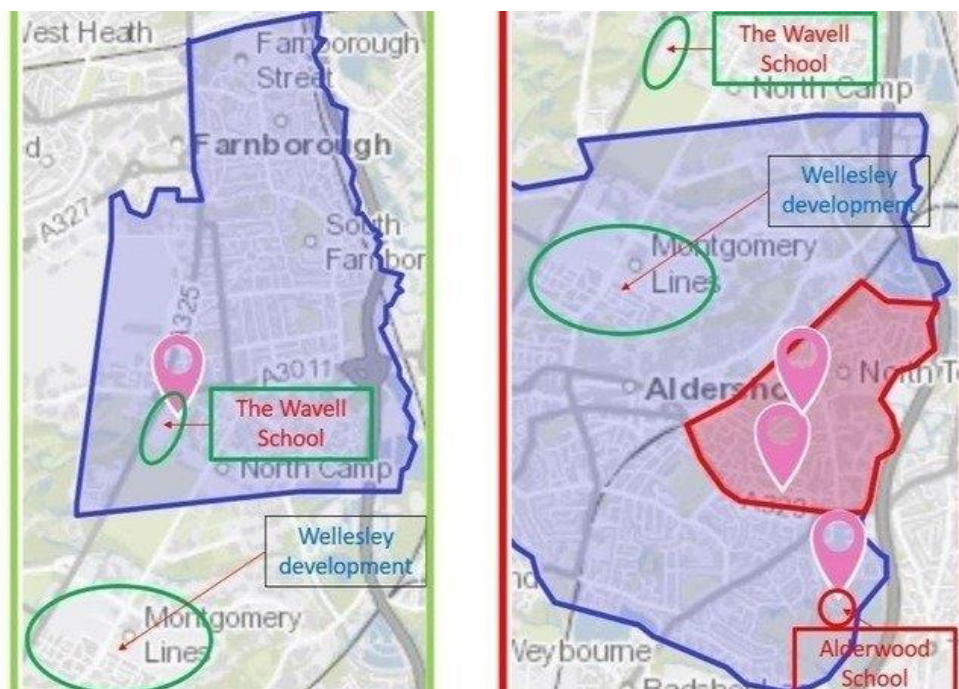 West Heath
Farnborough
Street
Farnborough
A327
South
Farnbor
A325
A3011
The Wavell
School
North Camp
Wellesley
development
Montgomery
Lines
The Wavell
School
North Camp
Wellesley
development
Montgomery
Lines
North T
Aldersho
A323
Weybourne
Alderwood
School